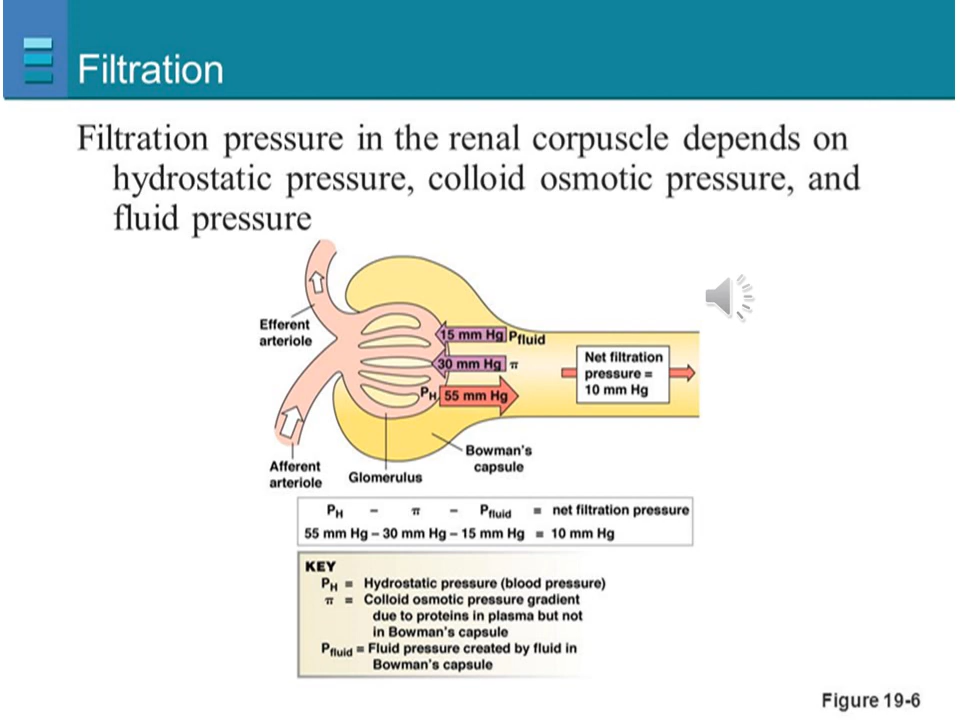 Filtration
Filtration pressure in the renal corpuscle depends on
hydrostatic pressure, colloid osmotic pressure, and
fluid pressure
Efferent
arteriole
15 mm Hg Pfluid
30 mm Hg π
PH 55 mm Hg
Net filtration
pressure =
10 mm Hg
Bowman's
capsule
Afferent
arteriole
Glomerulus
PH – π – Pfluid = net filtration pressure
55 mm Hg – 30 mm Hg – 15 mm Hg = 10 mm Hg
KEY
PH = Hydrostatic pressure (blood pressure)
π = Colloid osmotic pressure gradient
due to proteins in plasma but not
in Bowman's capsule
Pfluid = Fluid pressure created by fluid in
Bowman's capsule
Figure 19-6